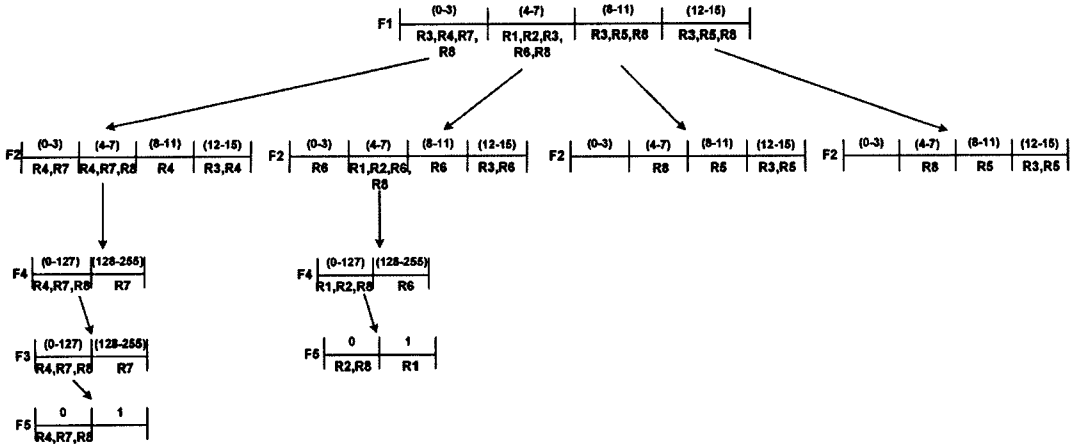 (0-3) (4-7) (8-11) (12-15)
F1
R3,R4,R7, R1,R2,R3, R3,R5,R8 R3,R5,R8
R8 R6,R8
(0-3) (4-7) (8-11) (12-15) (0-3) (4-7) (8-11) (12-15) (0-3) (4-7) (8-11) (12-15) (0-3) (4-7) (8-11) (12-15)
F2 F2 F2 F2
R4,R7 R4,R7,R8 R4 R3,R4 R6 R1,R2,R6, R6 R3,R6 R8 R5 R3,R5 R8 R5 R3,R5
R8
(0-127) (128-255) (0-127) (128-255)
F4 F4
R4,R7,R8 R7 R1,R2,R8 R6
(0-127) (128-255) 0 1
F3 F5
R4,R7,R8 R7 R2,R8 R1
0 1
F5
R4,R7,R8